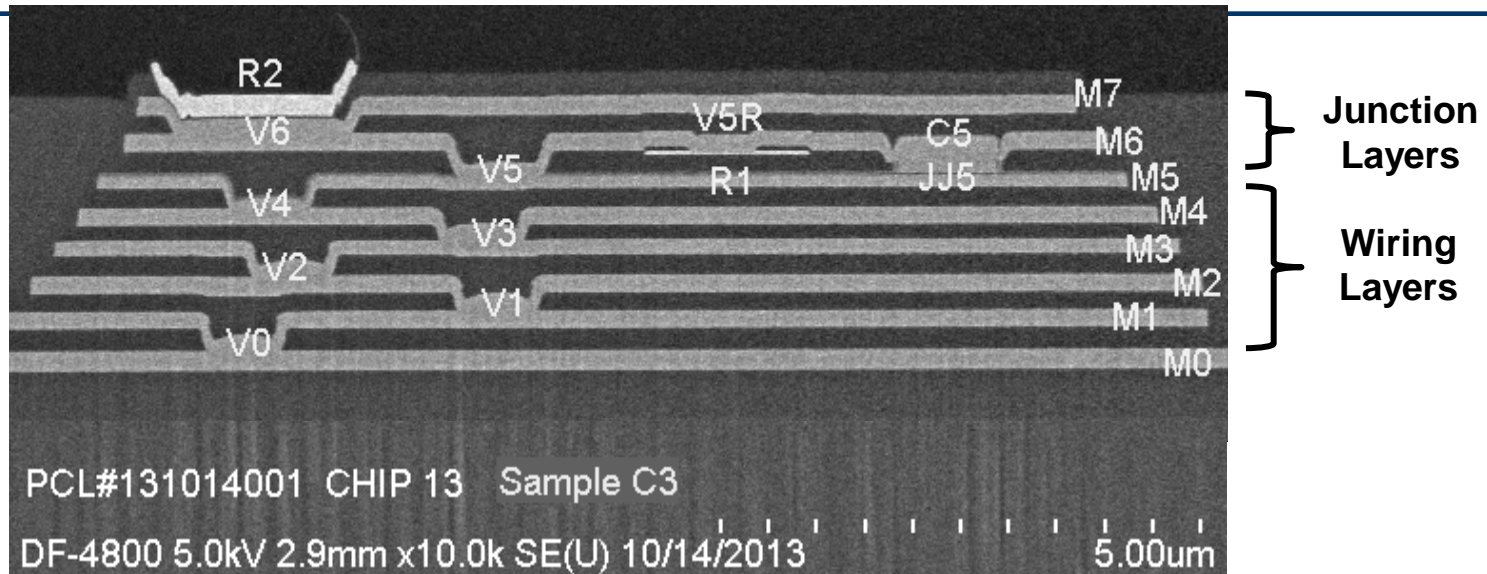 R2
M7
Junction
Layers
V5R
V6
C5
M6
V5
R1
JJ5
M5
V4
M4
V3
M3
Wiring
Layers
V2
M2
V1
M1
V0
M0
PCL#131014001 CHIP 13 Sample C3
DF-4800 5.0kV 2.9mm x10.0k SE(U) 10/14/2013 5.00um